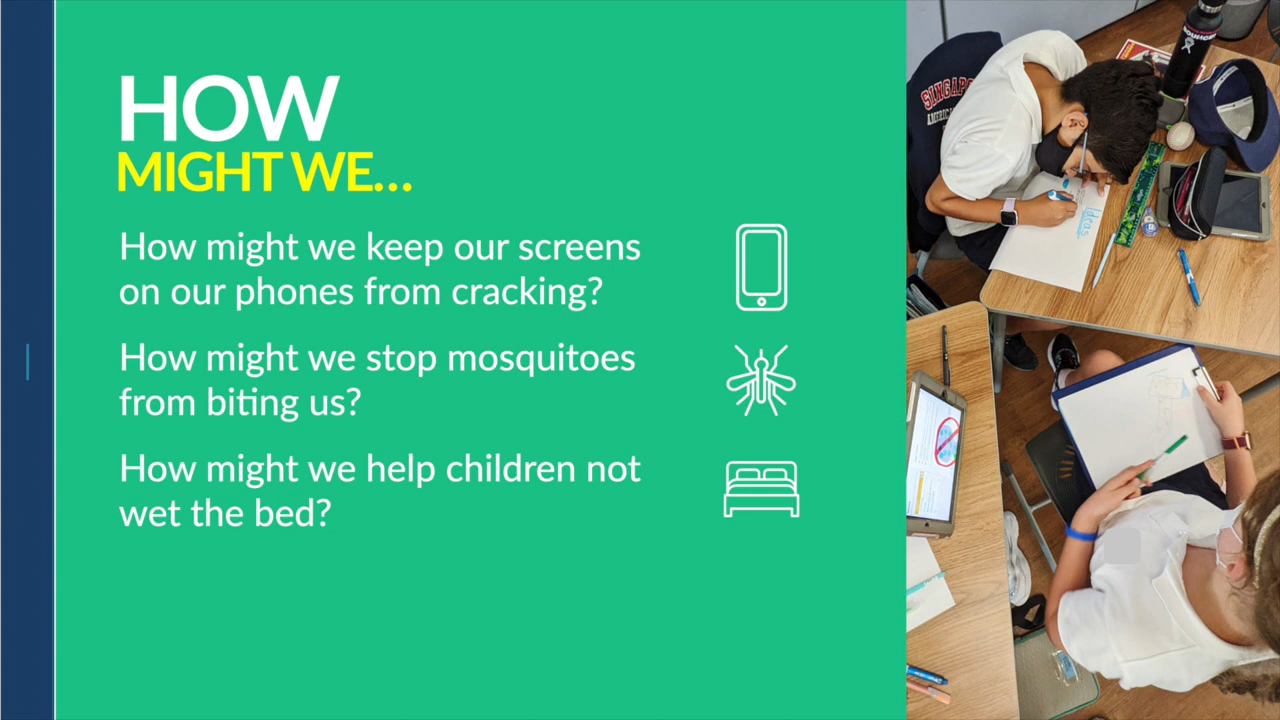 HOW
MIGHT WE...
How might we keep our screens
on our phones from cracking?
How might we stop mosquitoes
from biting us?
How might we help children not
wet the bed?
Ideas